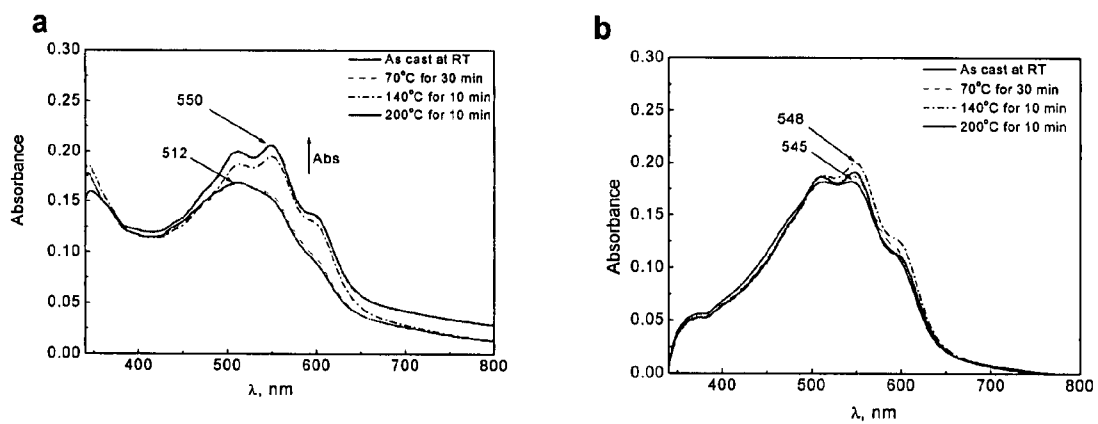 a
0.30
0.25
0.20
0.15
0.10
0.05
0.00
Absorbance
400 500 600 700 800
λ, nm
As cast at RT
70°C for 30 min
140°C for 10 min
200°C for 10 min
550
512
Abs
b
0.30
0.25
0.20
0.15
0.10
0.05
0.00
Absorbance
400 500 600 700 800
λ, nm
As cast at RT
70°C for 30 min
140°C for 10 min
200°C for 10 min
548
545